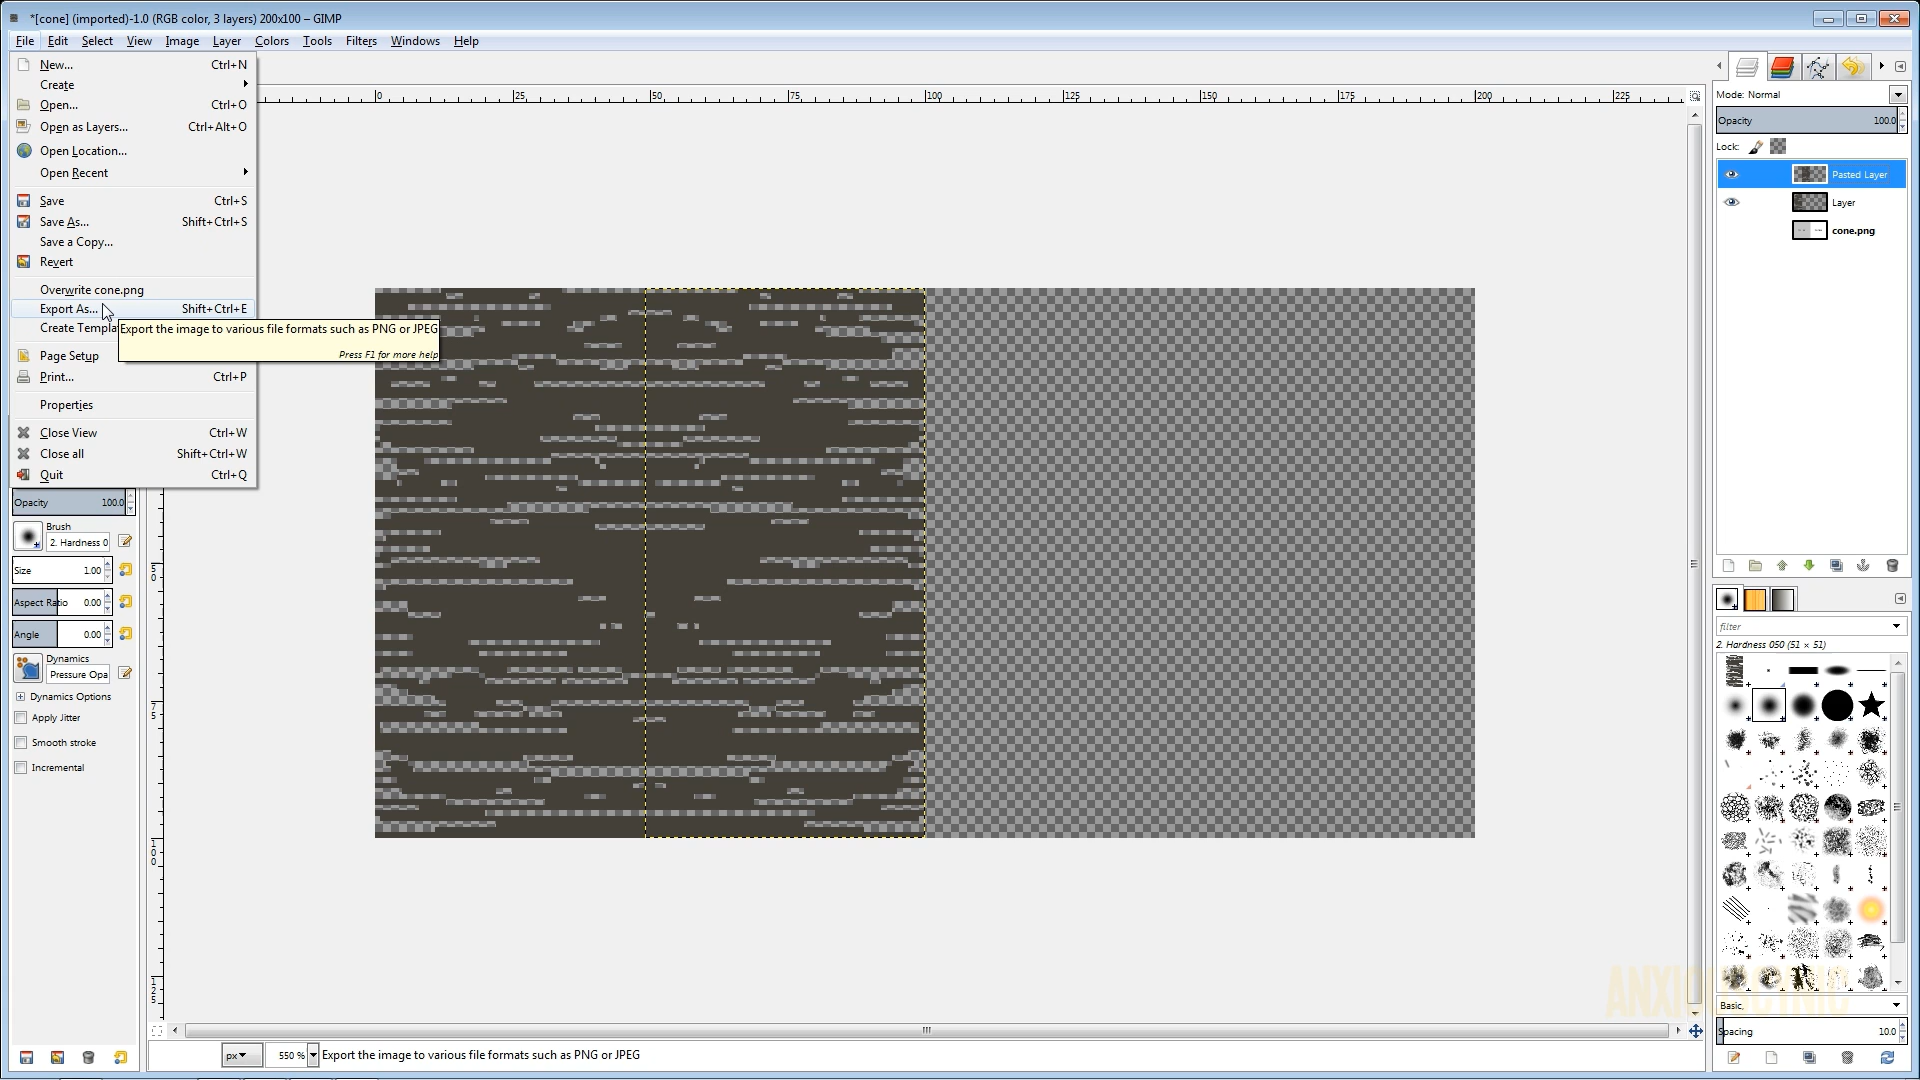 *[cone] (imported)-1.0 (RGB color, 3 layers) 200x100 – GIMP
File Edit Select View Image Layer Colors Tools Filters Windows Help
New... Ctrl+N
Create
Open... Ctrl+O
Open as Layers... Ctrl+Alt+O
Open Location...
Open Recent
Save Ctrl+S
Save As... Shift+Ctrl+S
Save a Copy...
Revert
Overwrite cone.png
Export As... Shift+Ctrl+E
Create Templa
Export the image to various file formats such as PNG or JPEG
Press F1 for more help
Page Setup
Print... Ctrl+P
Properties
Close View Ctrl+W
Close all Shift+Ctrl+W
Quit Ctrl+Q
Opacity 100.0
Brush
2. Hardness 0
Size 1.00
Aspect Ratio 0.00
Angle 0.00
Dynamics
Pressure Opa
Dynamics Options
Apply Jitter
Smooth stroke
Incremental
0 25 50 75 100 125 150 175 200 225
50
75
100
125
px 550 % Export the image to various file formats such as PNG or JPEG
Mode: Normal
Opacity 100.0
Lock:
Pasted Layer
Layer
cone.png
filter
2. Hardness 050 (51 × 51)
Basic,
Spacing 10.0